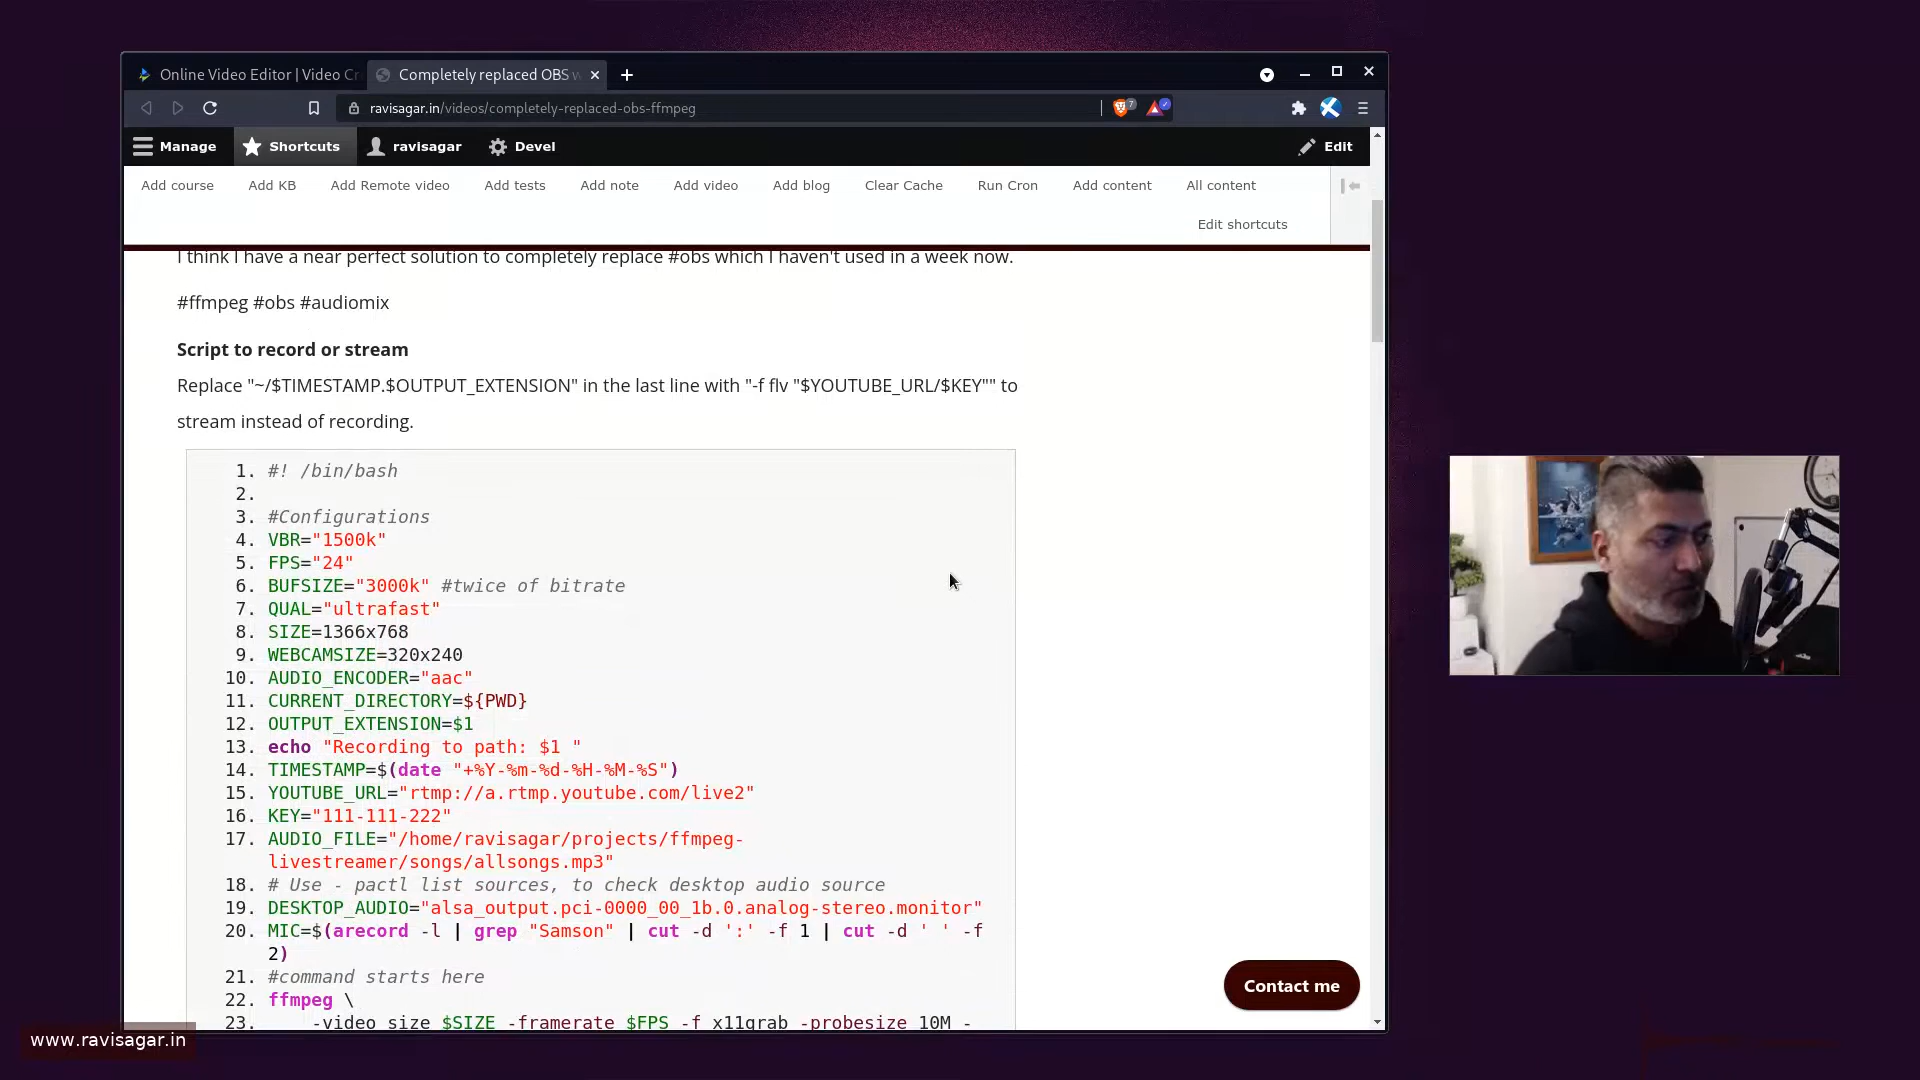 Online Video Editor | Video Cr
Completely replaced OBS w
ravisagar.in/videos/completely-replaced-obs-ffmpeg
7
Manage
Shortcuts
ravisagar
Devel
Edit
Add course
Add KB
Add Remote video
Add tests
Add note
Add video
Add blog
Clear Cache
Run Cron
Add content
All content
Edit shortcuts
I think I have a near perfect solution to completely replace #obs which I haven't used in a week now.
#ffmpeg #obs #audiomix
Script to record or stream
Replace "~/$TIMESTAMP.$OUTPUT_EXTENSION" in the last line with "-f flv "$YOUTUBE_URL/$KEY"" to
stream instead of recording.
1. #! /bin/bash
2.
3. #Configurations
4. VBR="1500k"
5. FPS="24"
6. BUFSIZE="3000k" #twice of bitrate
7. QUAL="ultrafast"
8. SIZE=1366x768
9. WEBCAMSIZE=320x240
10. AUDIO_ENCODER="aac"
11. CURRENT_DIRECTORY=${PWD}
12. OUTPUT_EXTENSION=$1
13. echo "Recording to path: $1 "
14. TIMESTAMP=$(date "+%Y-%m-%d-%H-%M-%S")
15. YOUTUBE_URL="rtmp://a.rtmp.youtube.com/live2"
16. KEY="111-111-222"
17. AUDIO_FILE="/home/ravisagar/projects/ffmpeg-
livestreamer/songs/allsongs.mp3"
18. # Use - pactl list sources, to check desktop audio source
19. DESKTOP_AUDIO="alsa_output.pci-0000_00_1b.0.analog-stereo.monitor"
20. MIC=$(arecord -l | grep "Samson" | cut -d ':' -f 1 | cut -d ' ' -f
2)
21. #command starts here
22. ffmpeg \
23. -video_size $SIZE -framerate $FPS -f x11grab -probesize 10M -
Contact me
www.ravisagar.in